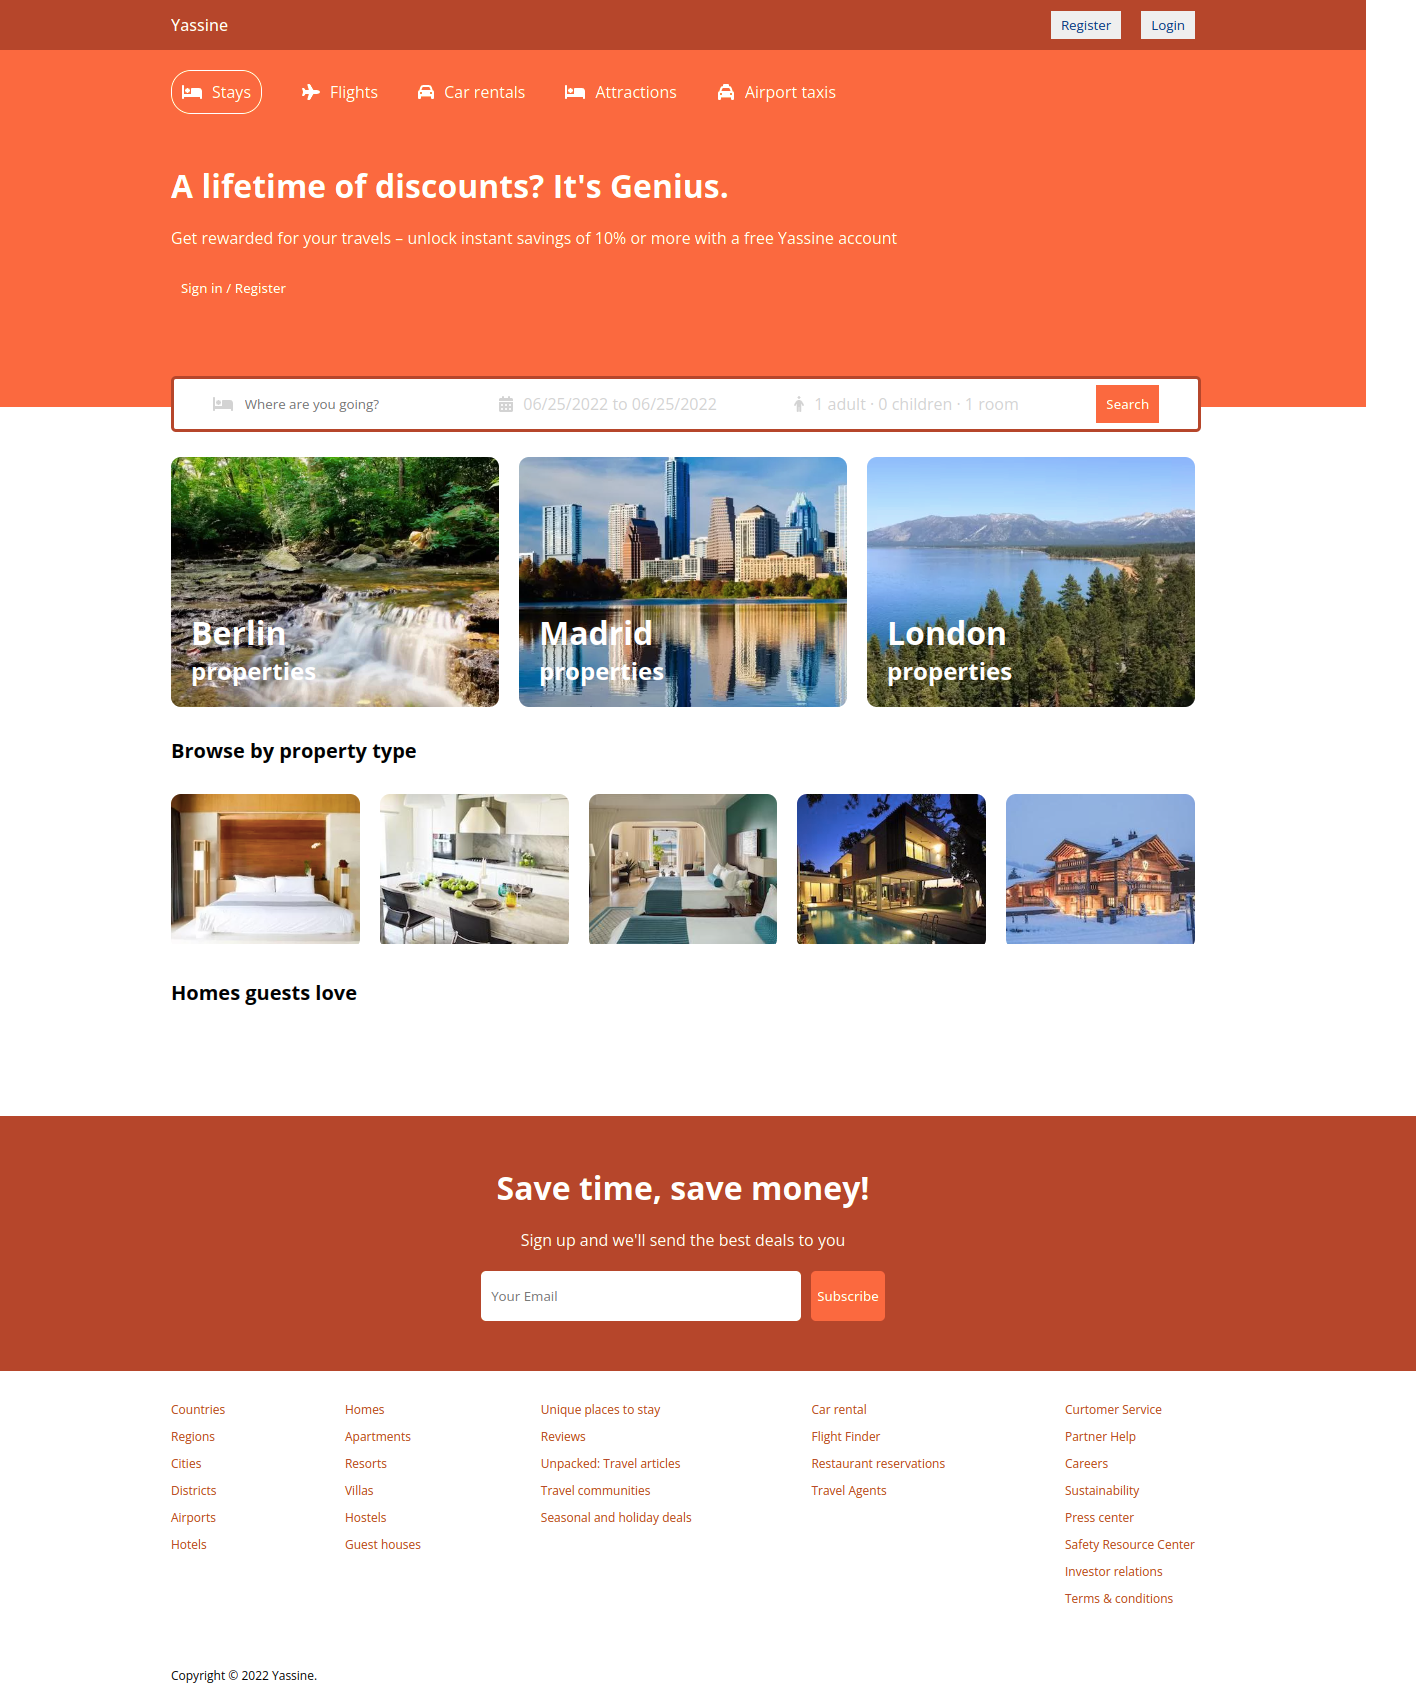 Yassine
Register
Login
Stays
Flights
Car rentals
Attractions
Airport taxis
A lifetime of discounts? It's Genius.
Get rewarded for your travels – unlock instant savings of 10% or more with a free Yassine account
Sign in / Register
Where are you going?
06/25/2022 to 06/25/2022
1 adult · 0 children · 1 room
Search
Berlin
properties
Madrid
properties
London
properties
Browse by property type
Homes guests love
Save time, save money!
Sign up and we'll send the best deals to you
Your Email
Subscribe
Countries
Regions
Cities
Districts
Airports
Hotels
Homes
Apartments
Resorts
Villas
Hostels
Guest houses
Unique places to stay
Reviews
Unpacked: Travel articles
Travel communities
Seasonal and holiday deals
Car rental
Flight Finder
Restaurant reservations
Travel Agents
Curtomer Service
Partner Help
Careers
Sustainability
Press center
Safety Resource Center
Investor relations
Terms & conditions
Copyright © 2022 Yassine.